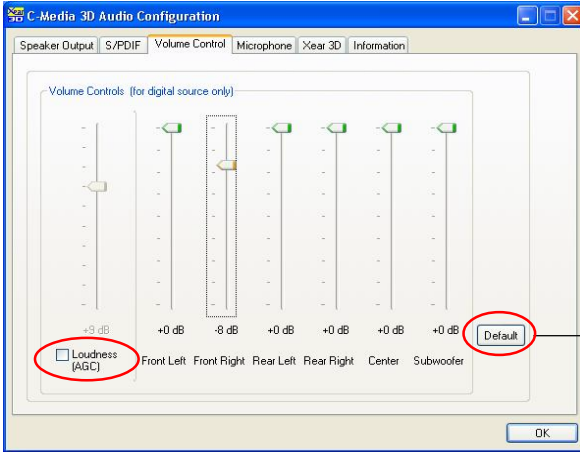 Xear 3D C-Media 3D Audio Configuration
Speaker Output S/PDIF Volume Control Microphone Xear 3D Information
Volume Controls (for digital source only)
+9 dB +0 dB -8 dB +0 dB +0 dB +0 dB +0 dB Default
Loudness
(AGC) Front Left Front Right Rear Left Rear Right Center Subwoofer
OK